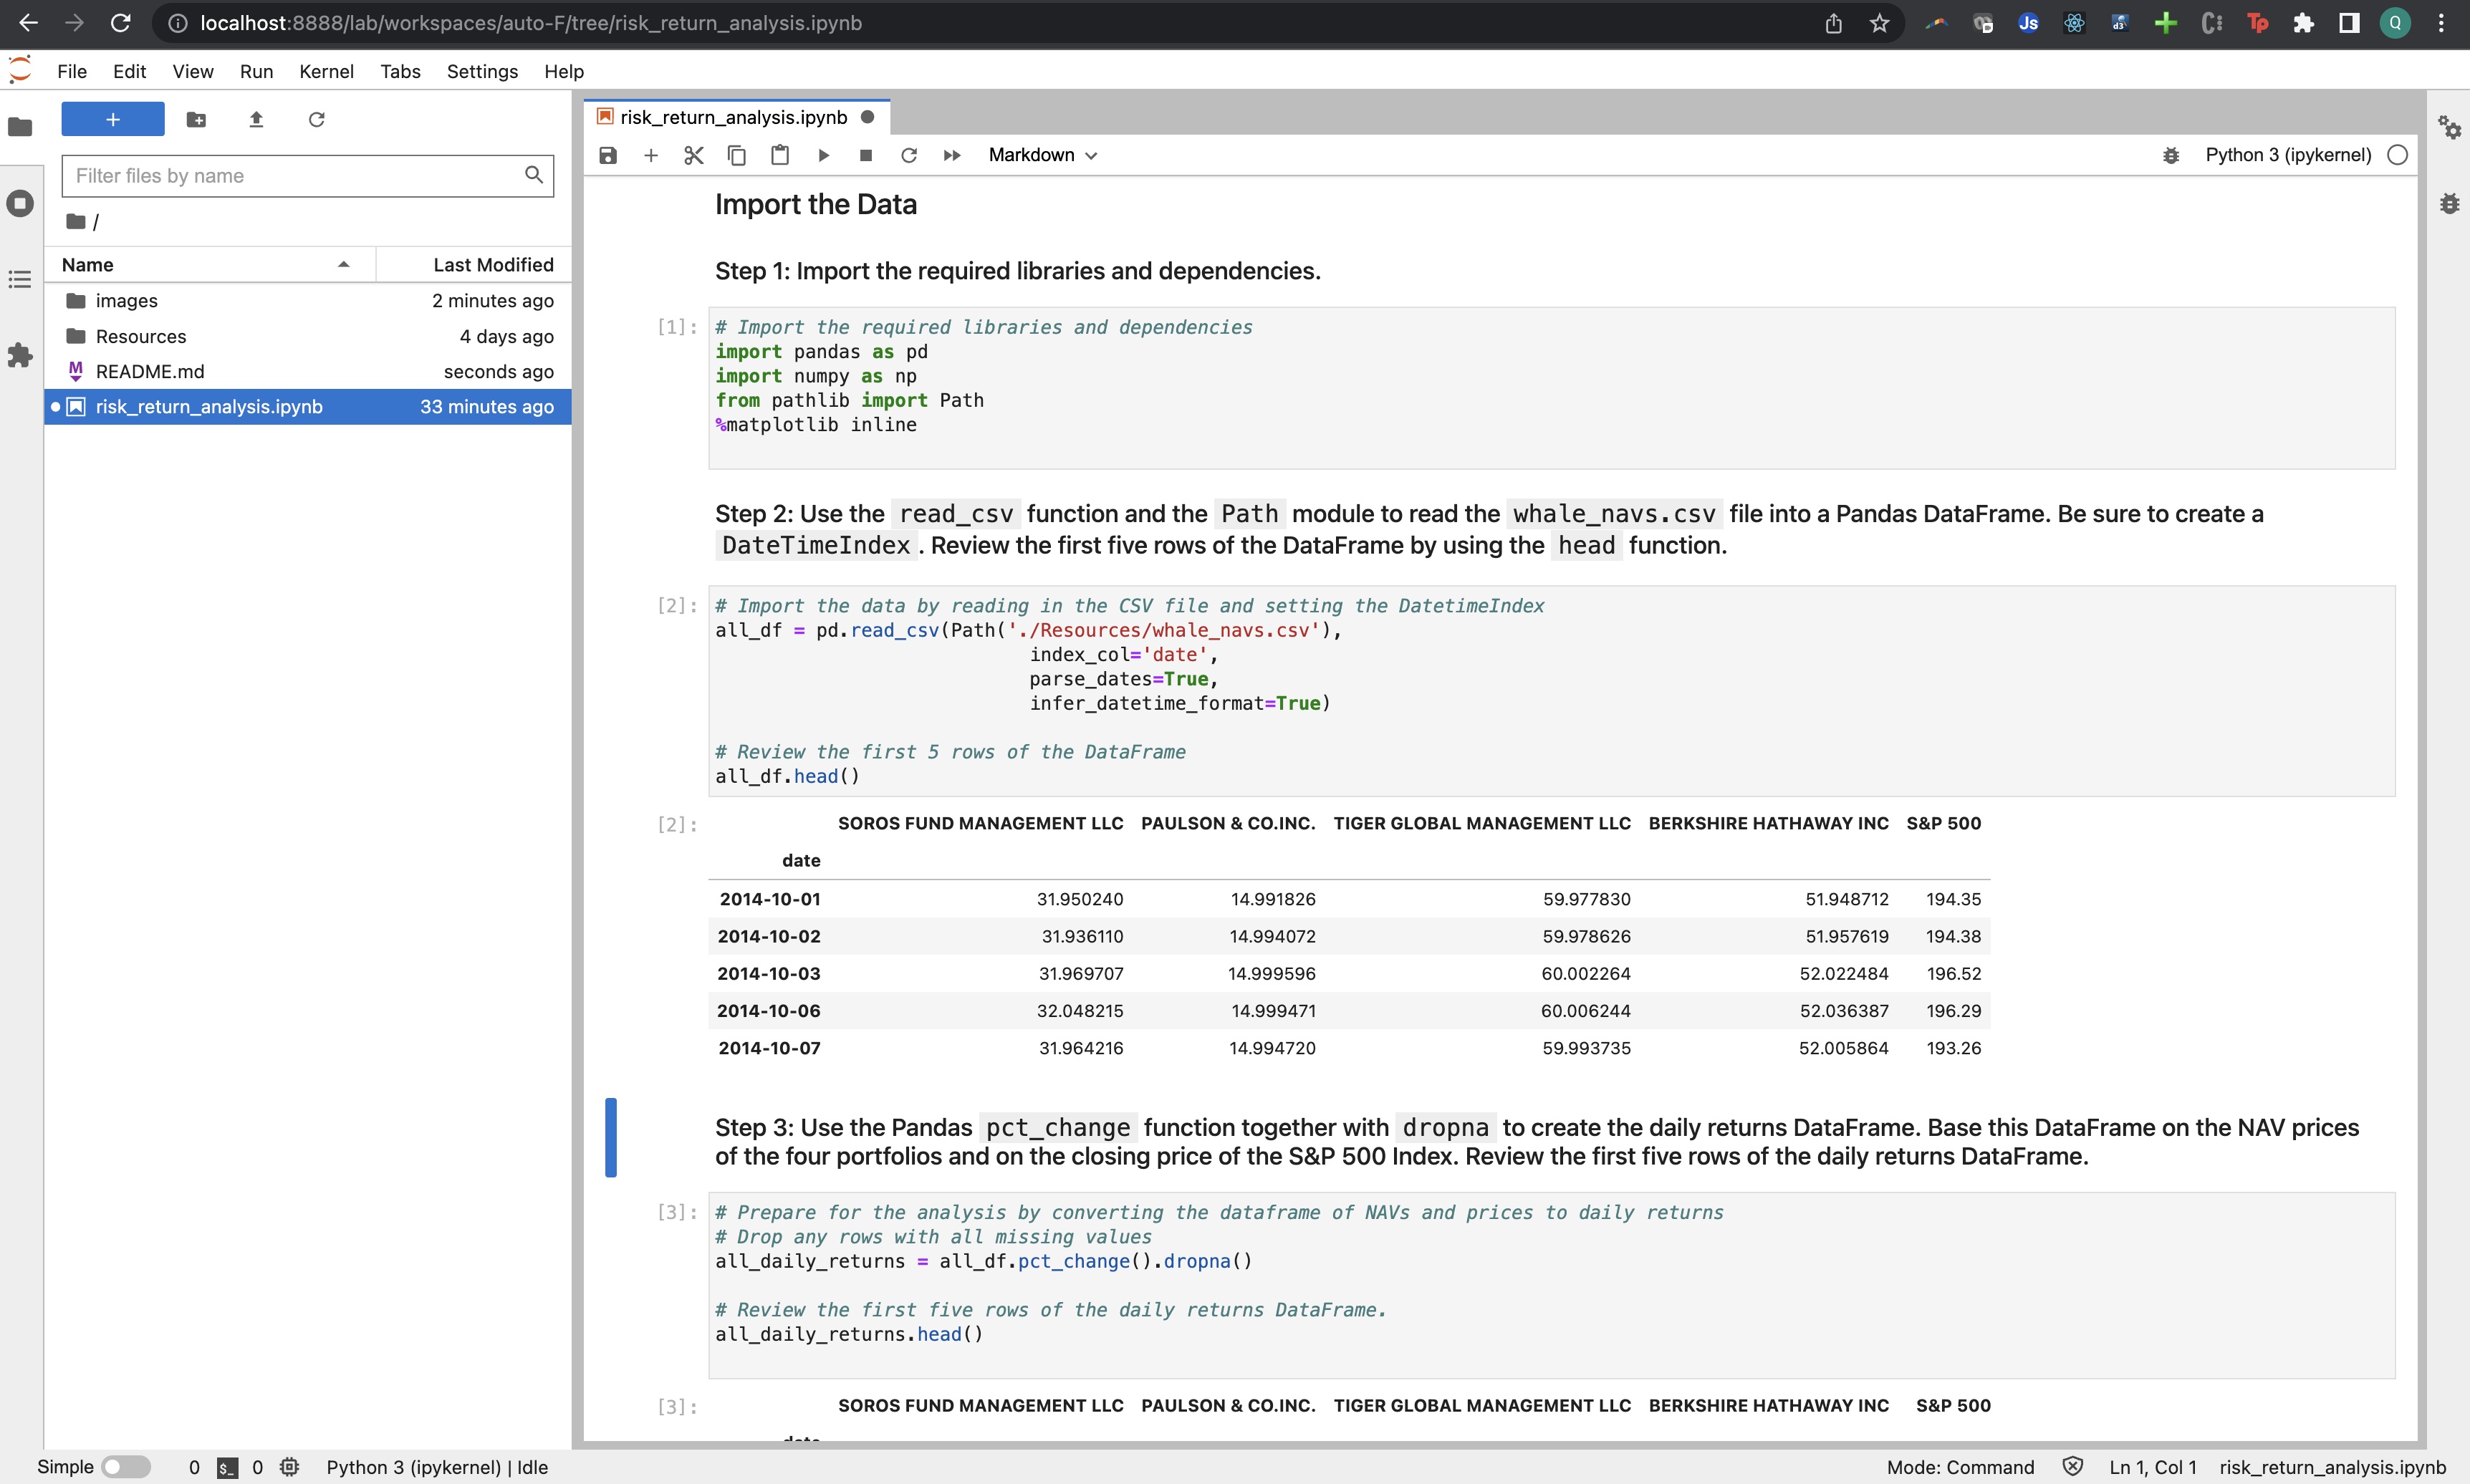 localhost:8888/lab/workspaces/auto-F/tree/risk_return_analysis.ipynb
Js
d3
Tp
Q
File Edit View Run Kernel Tabs Settings Help
+
Filter files by name
/
Name Last Modified
images 2 minutes ago
Resources 4 days ago
README.md seconds ago
risk_return_analysis.ipynb 33 minutes ago
risk_return_analysis.ipynb
Markdown
Python 3 (ipykernel)
Import the Data
Step 1: Import the required libraries and dependencies.
[1]: # Import the required libraries and dependencies
import pandas as pd
import numpy as np
from pathlib import Path
%matplotlib inline
Step 2: Use the read_csv function and the Path module to read the whale_navs.csv file into a Pandas DataFrame. Be sure to create a
DateTimeIndex . Review the first five rows of the DataFrame by using the head function.
[2]: # Import the data by reading in the CSV file and setting the DatetimeIndex
all_df = pd.read_csv(Path('./Resources/whale_navs.csv'),
index_col='date',
parse_dates=True,
infer_datetime_format=True)
# Review the first 5 rows of the DataFrame
all_df.head()
[2]: SOROS FUND MANAGEMENT LLC PAULSON & CO.INC. TIGER GLOBAL MANAGEMENT LLC BERKSHIRE HATHAWAY INC S&P 500
date
2014-10-01 31.950240 14.991826 59.977830 51.948712 194.35
2014-10-02 31.936110 14.994072 59.978626 51.957619 194.38
2014-10-03 31.969707 14.999596 60.002264 52.022484 196.52
2014-10-06 32.048215 14.999471 60.006244 52.036387 196.29
2014-10-07 31.964216 14.994720 59.993735 52.005864 193.26
Step 3: Use the Pandas pct_change function together with dropna to create the daily returns DataFrame. Base this DataFrame on the NAV prices
of the four portfolios and on the closing price of the S&P 500 Index. Review the first five rows of the daily returns DataFrame.
[3]: # Prepare for the analysis by converting the dataframe of NAVs and prices to daily returns
# Drop any rows with all missing values
all_daily_returns = all_df.pct_change().dropna()
# Review the first five rows of the daily returns DataFrame.
all_daily_returns.head()
[3]: SOROS FUND MANAGEMENT LLC PAULSON & CO.INC. TIGER GLOBAL MANAGEMENT LLC BERKSHIRE HATHAWAY INC S&P 500
date
Simple 0 $_ 0 Python 3 (ipykernel) | Idle Mode: Command Ln 1, Col 1 risk_return_analysis.ipynb